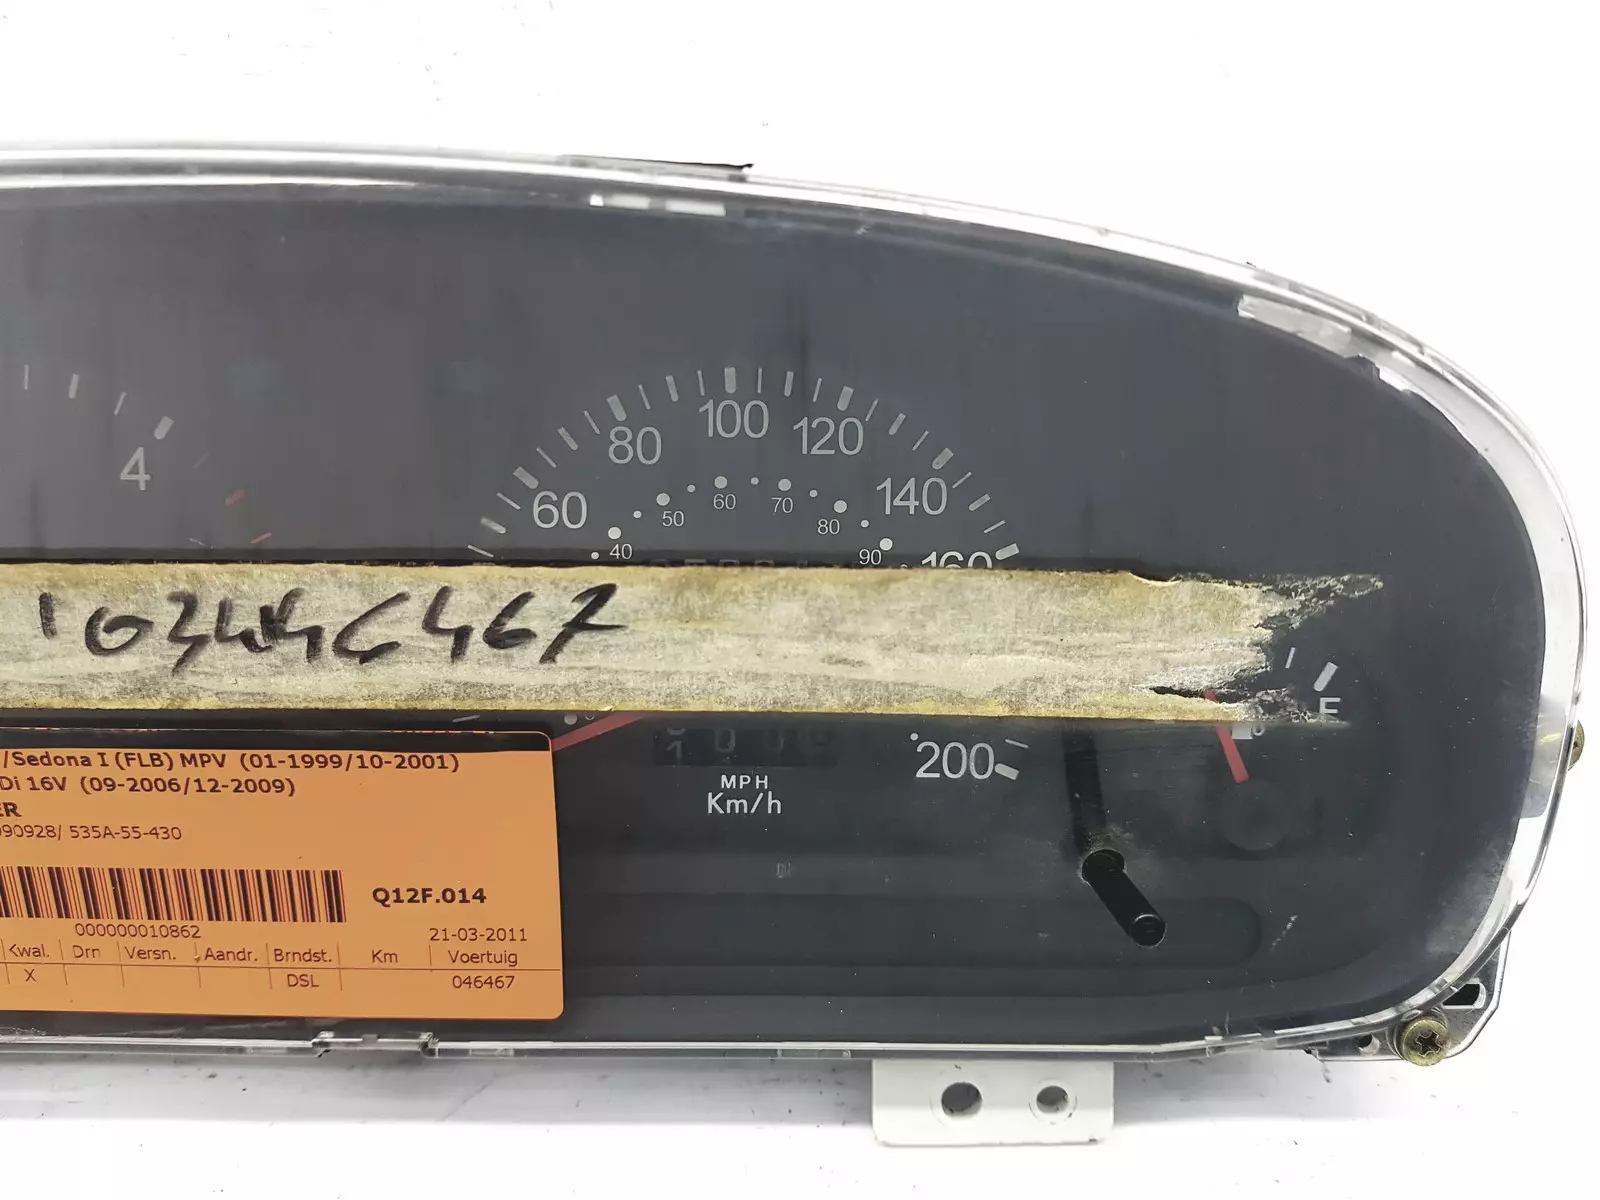 4
60
80
100
120
140
160
40
50
60
70
80
90
200
MPH
Km/h
/Sedona I (FLB) MPV (01-1999/10-2001)
Di 16V (09-2006/12-2009)
ER
090928/ 535A-55-430
Q12F.014
000000010862
21-03-2011
Kwal. Drn Versn. Aandr. Brndst. Km Voertuig
X DSL 046467